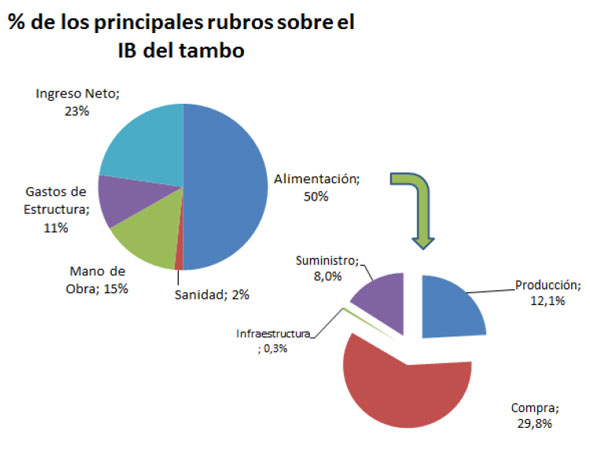 % de los principales rubros sobre el
IB del tambo
Ingreso Neto;
23%
Alimentación;
50%
Gastos de
Estructura;
11%
Mano de
Obra; 15%
Sanidad; 2%
Suministro;
8,0%
Producción;
12,1%
Infraestructura
; 0,3%
Compra;
29,8%